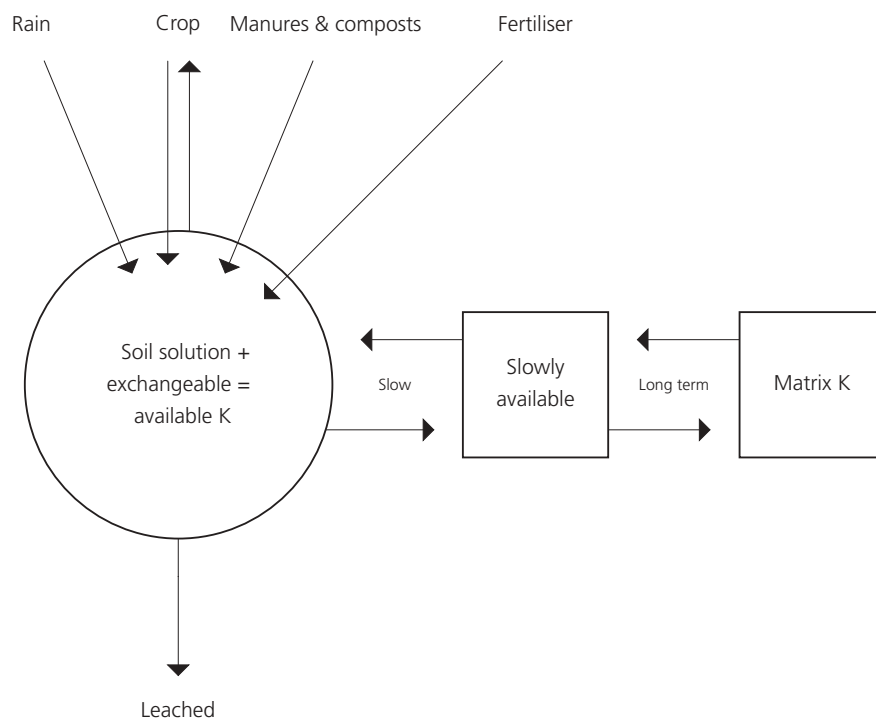 Rain
Crop
Manures & composts
Fertiliser
Soil solution +
exchangeable =
available K
Slow
Slowly
available
Long term
Matrix K
Leached